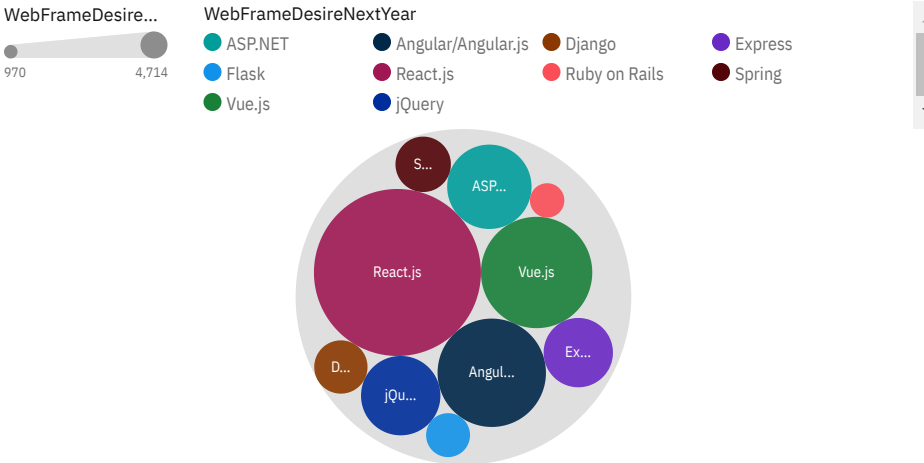 WebFrameDesire...
970
4,714
WebFrameDesireNextYear
ASP.NET
Angular/Angular.js
Django
Express
Flask
React.js
Ruby on Rails
Spring
Vue.js
jQuery
S...
ASP...
React.js
Vue.js
Ex...
D...
Angul...
jQu...